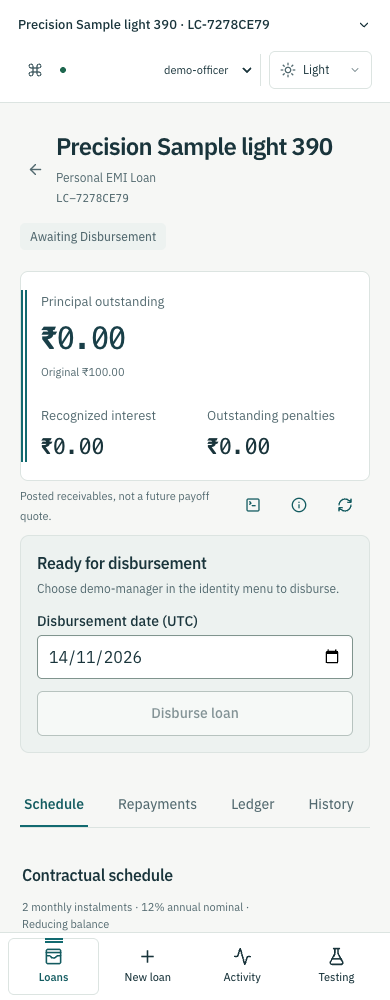 Precision Sample light 390 · LC-7278CE79
⌘
demo-officer
Light
Precision Sample light 390
Personal EMI Loan
LC-7278CE79
Awaiting Disbursement
Principal outstanding
₹0.00
Original ₹100.00
Recognized interest
Outstanding penalties
₹0.00
₹0.00
Posted receivables, not a future payoff
quote.
Ready for disbursement
Choose demo-manager in the identity menu to disburse.
Disbursement date (UTC)
14/11/2026
Disburse loan
Schedule
Repayments
Ledger
History
Contractual schedule
2 monthly instalments · 12% annual nominal ·
Reducing balance
Loans
New loan
Activity
Testing